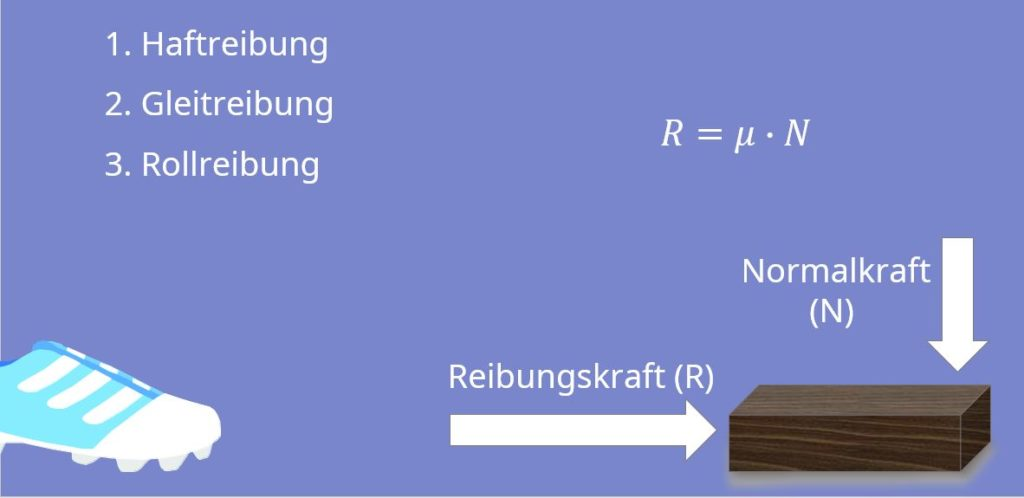 1. Haftreibung
2. Gleitreibung
3. Rollreibung
R = μ · N
Normalkraft
(N)
Reibungskraft (R)